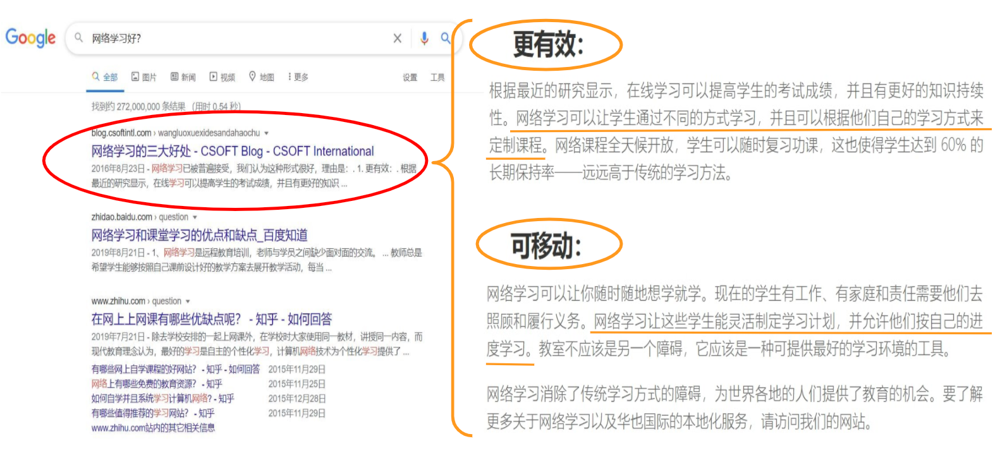 Google
网络学习好?
全部 图片 新闻 视频 地图 更多 设置 工具
找到约 272,000,000 条结果 (用时 0.54 秒)
blog.csoftintl.com › wangluoxuexidesandahaochu
网络学习的三大好处 - CSOFT Blog - CSOFT International
2016年8月23日 - 网络学习已被普遍接受，我们认为这种形式很好，理由是：. 1. 更有效：. 根据
最近的研究显示，在线学习可以提高学生的考试成绩，并且有更好的知识 ...
zhidao.baidu.com › question
网络学习和课堂学习的优点和缺点_百度知道
2019年8月21日 - 1、网络学习是远程教育培训，老师与学员之间缺少面对面的交流。 ... 教师总是
希望学生能够按照自己课前设计好的教学方案去展开教学活动，每当 ...
www.zhihu.com › question
在网上上网课有哪些优缺点呢？ - 知乎 - 如何回答
2019年7月21日 - 除去学校安排的一起上网课外，在学校时大家使用同一教材，讲授同一内容，而
现代教育理念认为，最好的学习是自主的个性化学习，计算机网络技术为个性化学习提供了 ...
有哪些网上自学课程的好网站？ - 知乎 - 如何回答 2015年11月29日
网络上有哪些免费的教育资源？ - 知乎 2015年11月25日
如何自学并且系统学习计算机网络? - 知乎 2015年12月28日
有哪些值得推荐的学习网站？ - 知乎 2015年11月29日
www.zhihu.com站内的其它相关信息
更有效：
根据最近的研究显示，在线学习可以提高学生的考试成绩，并且有更好的知识持续
性。网络学习可以让学生通过不同的方式学习，并且可以根据他们自己的学习方式来
定制课程。网络课程全天候开放，学生可以随时复习功课，这也使得学生达到 60% 的
长期保持率——远远高于传统的学习方法。
可移动：
网络学习可以让你随时随地想学就学。现在的学生有工作、有家庭和责任需要他们去
照顾和履行义务。网络学习让这些学生能灵活制定学习计划，并允许他们按自己的进
度学习。教室不应该是另一个障碍，它应该是一种可提供最好的学习环境的工具。
网络学习消除了传统学习方式的障碍，为世界各地的人们提供了教育的机会。要了解
更多关于网络学习以及华也国际的本地化服务，请访问我们的网站。